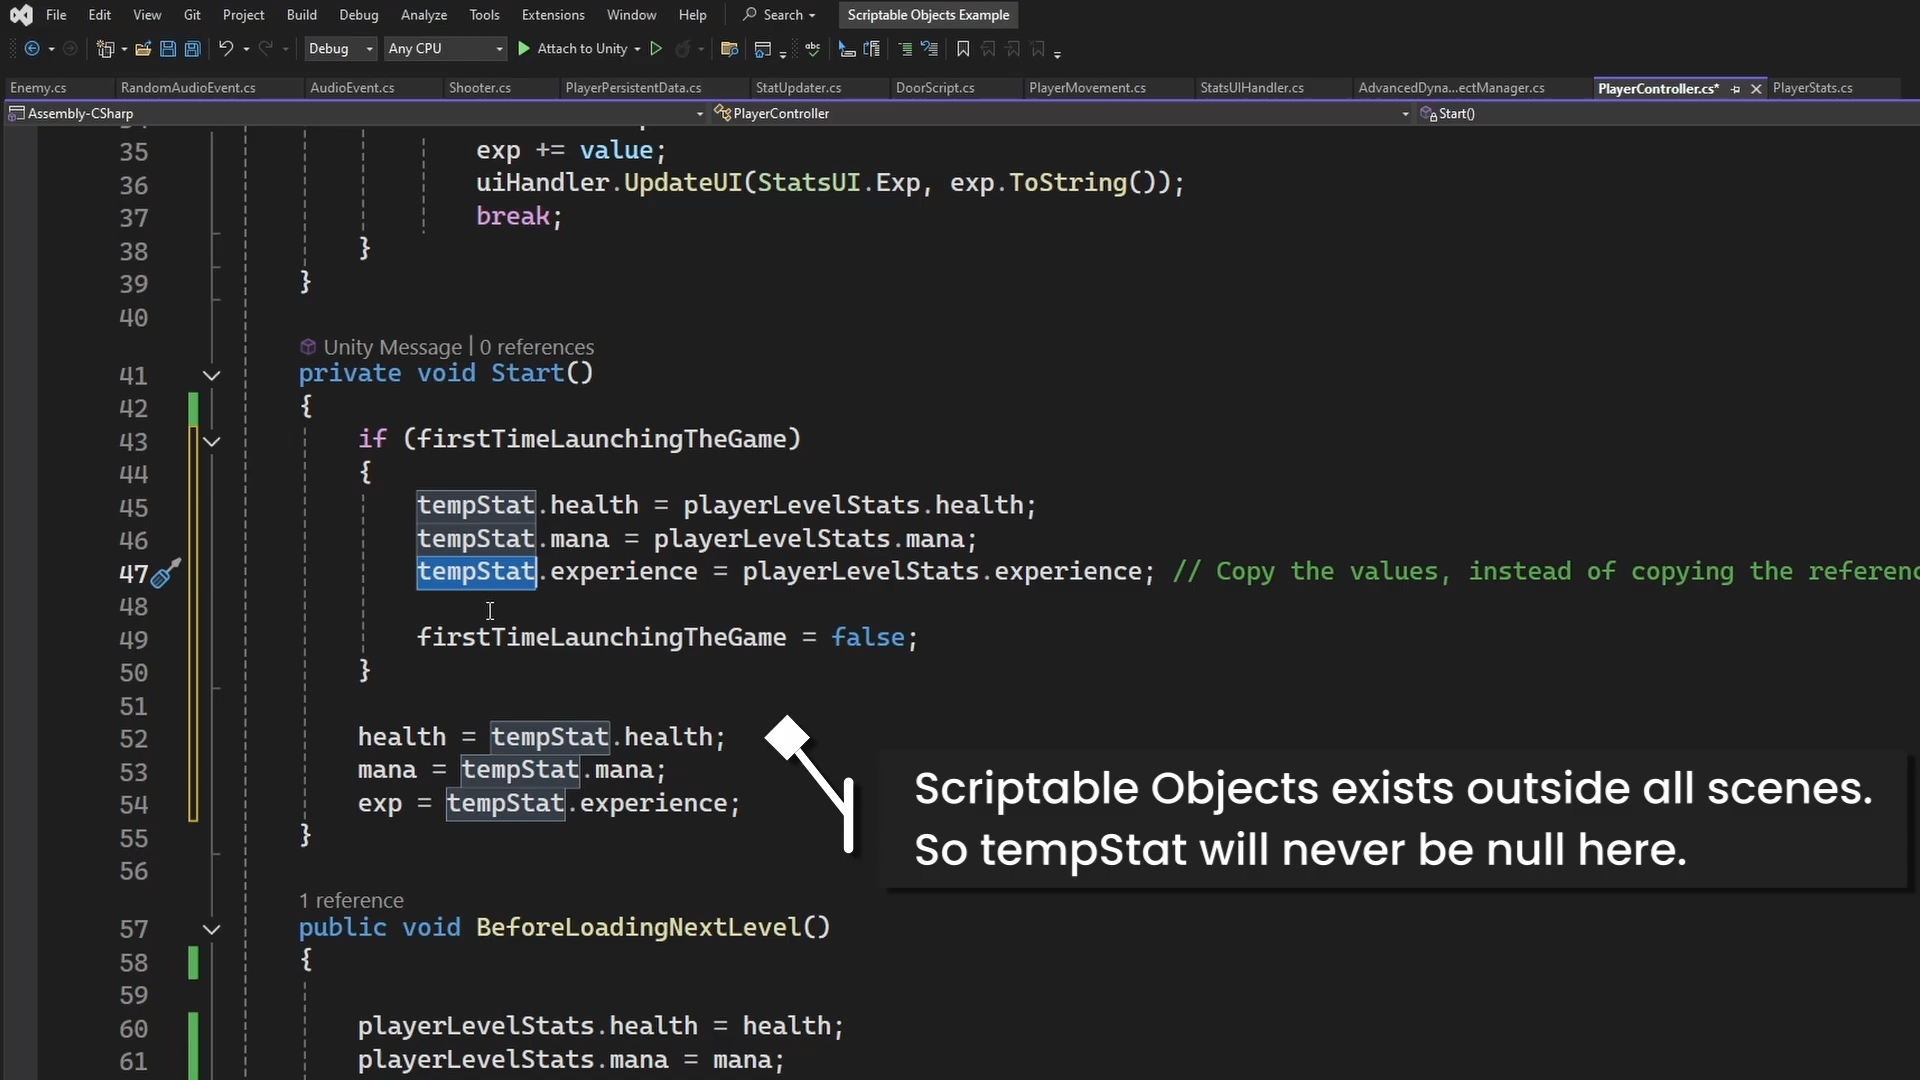 File Edit View Git Project Build Debug Analyze Tools Extensions Window Help Search Scriptable Objects Example
Debug Any CPU Attach to Unity
Enemy.cs RandomAudioEvent.cs AudioEvent.cs Shooter.cs PlayerPersistentData.cs StatUpdater.cs DoorScript.cs PlayerMovement.cs StatsUIHandler.cs AdvancedDyna...ectManager.cs PlayerController.cs* PlayerStats.cs
Assembly-CSharp PlayerController Start()
35 exp += value;
36 uiHandler.UpdateUI(StatsUI.Exp, exp.ToString());
37 break;
38 }
39 }
40
Unity Message | 0 references
41 private void Start()
42 {
43 if (firstTimeLaunchingTheGame)
44 {
45 tempStat.health = playerLevelStats.health;
46 tempStat.mana = playerLevelStats.mana;
47 tempStat.experience = playerLevelStats.experience; // Copy the values, instead of copying the referenc
48
49 firstTimeLaunchingTheGame = false;
50 }
51
52 health = tempStat.health;
53 mana = tempStat.mana;
54 exp = tempStat.experience;
55 }
56
Scriptable Objects exists outside all scenes.
So tempStat will never be null here.
1 reference
57 public void BeforeLoadingNextLevel()
58 {
59
60 playerLevelStats.health = health;
61 playerLevelStats.mana = mana;